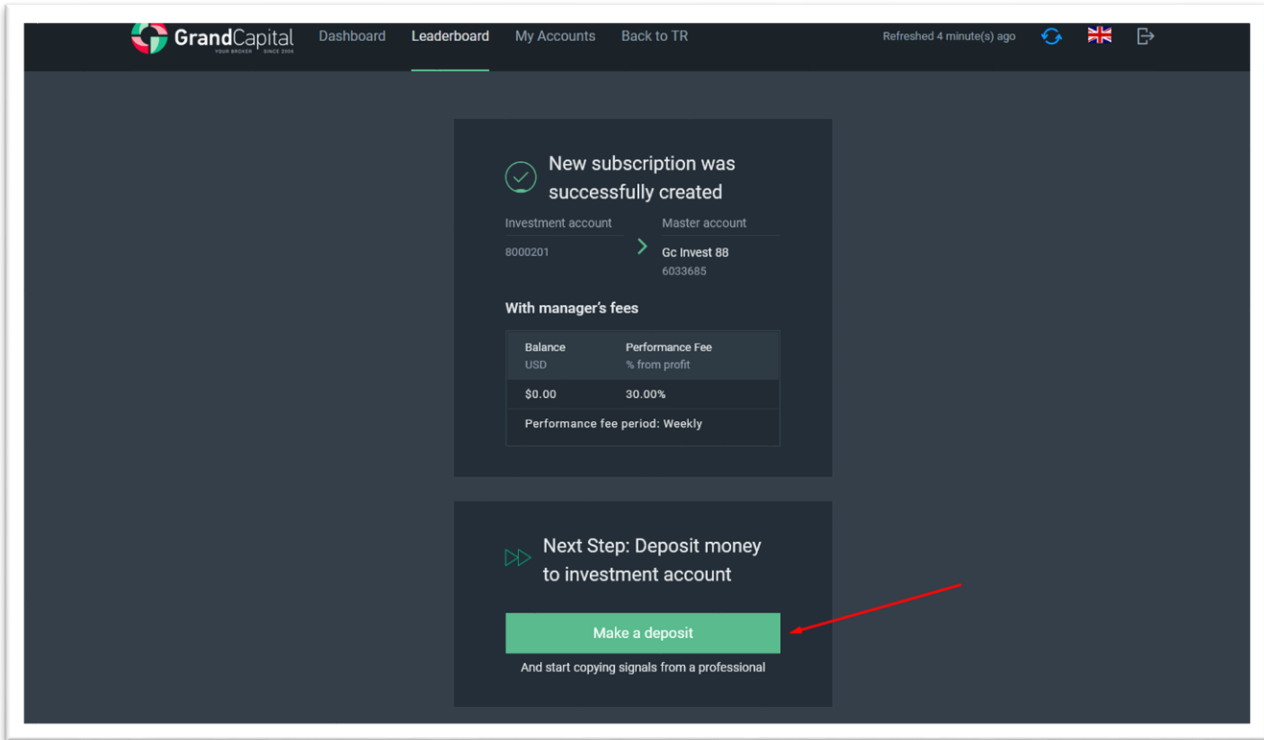 GrandCapital
YOUR BROKER SINCE 2006
Dashboard Leaderboard My Accounts Back to TR Refreshed 4 minute(s) ago
New subscription was
successfully created
Investment account Master account
8000201 Gc Invest 88
6033685
With manager's fees
Balance Performance Fee
USD % from profit
$0.00 30.00%
Performance fee period: Weekly
Next Step: Deposit money
to investment account
Make a deposit
And start copying signals from a professional